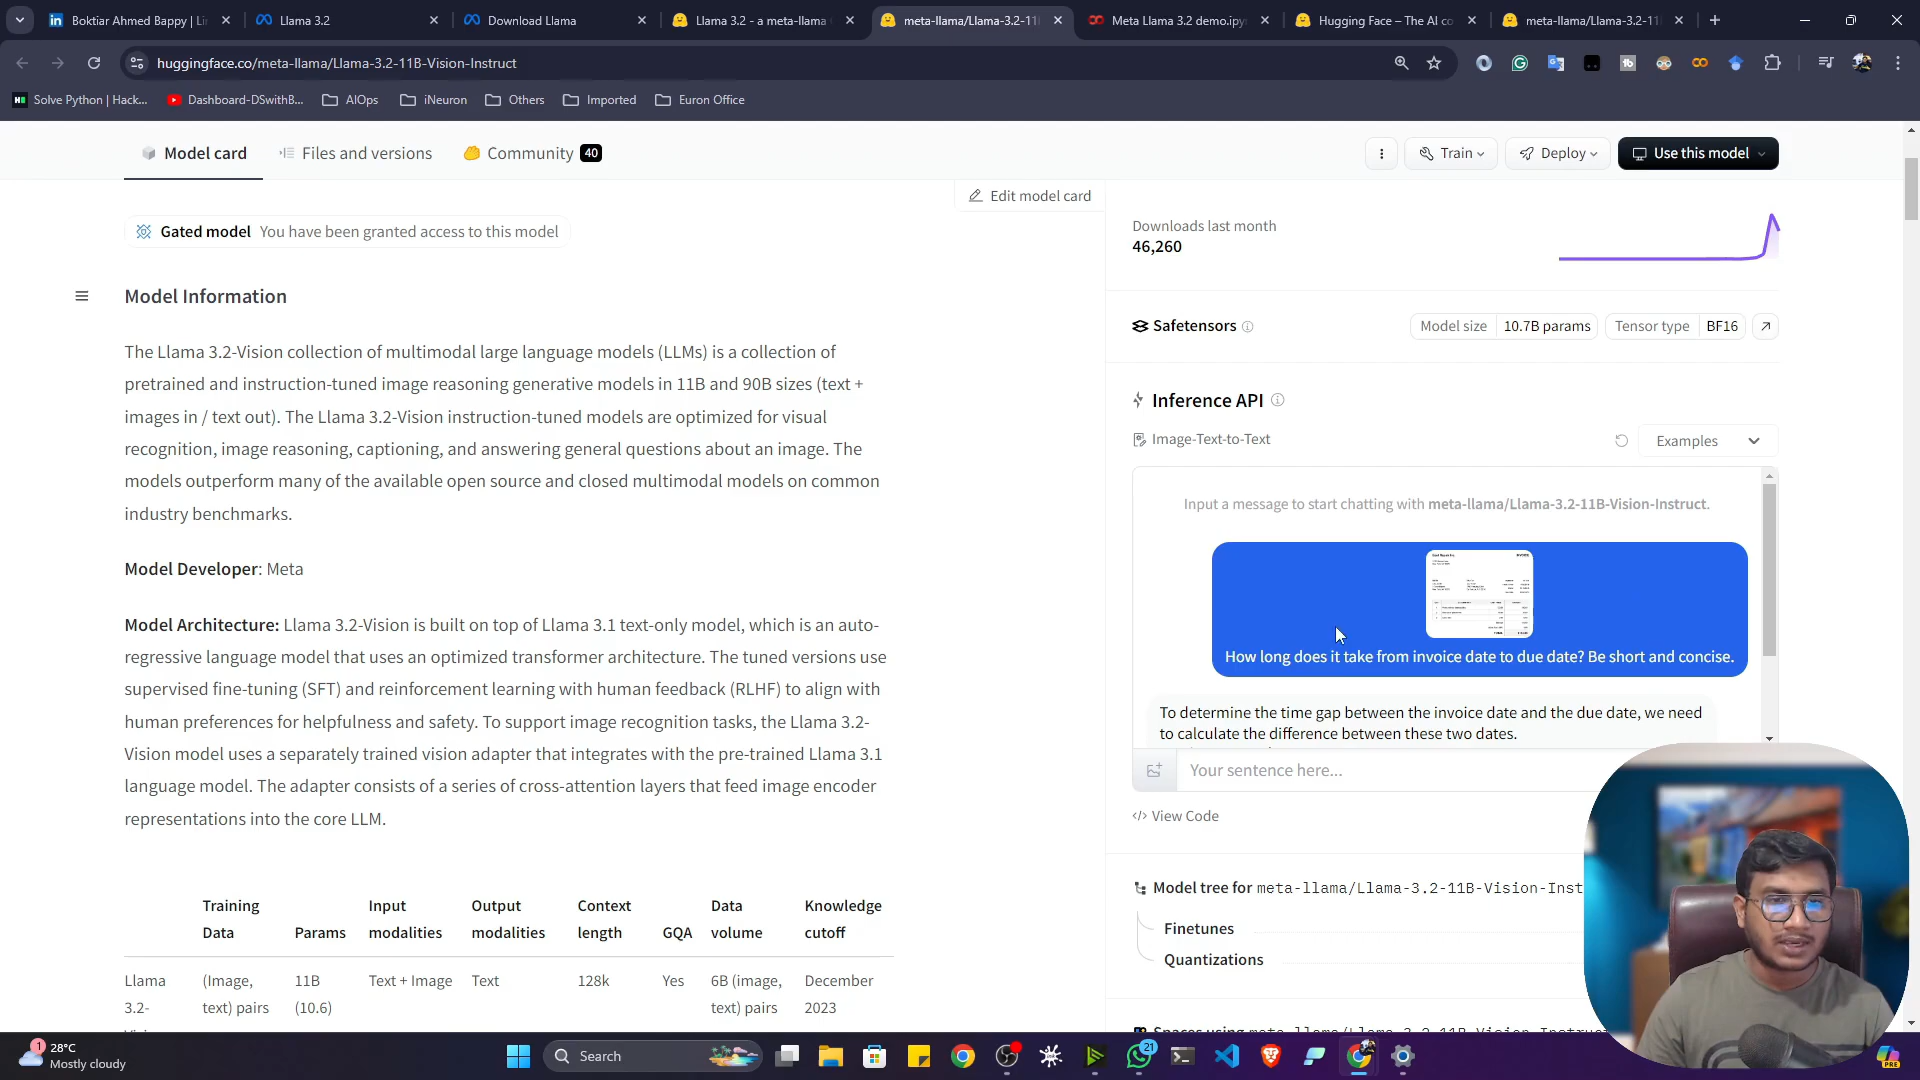 Boktiar Ahmed Bappy | Li
Llama 3.2
Download Llama
Llama 3.2 - a meta-llama
meta-llama/Llama-3.2-11
Meta Llama 3.2 demo.ipy
Hugging Face – The AI co
meta-llama/Llama-3.2-11
huggingface.co/meta-llama/Llama-3.2-11B-Vision-Instruct
Solve Python | Hack...
Dashboard-DSwithB...
AIOps
iNeuron
Others
Imported
Euron Office
Model card
Files and versions
Community 40
Train
Deploy
Use this model
Edit model card
Gated model You have been granted access to this model
Model Information
The Llama 3.2-Vision collection of multimodal large language models (LLMs) is a collection of
pretrained and instruction-tuned image reasoning generative models in 11B and 90B sizes (text +
images in / text out). The Llama 3.2-Vision instruction-tuned models are optimized for visual
recognition, image reasoning, captioning, and answering general questions about an image. The
models outperform many of the available open source and closed multimodal models on common
industry benchmarks.
Model Developer: Meta
Model Architecture: Llama 3.2-Vision is built on top of Llama 3.1 text-only model, which is an auto-
regressive language model that uses an optimized transformer architecture. The tuned versions use
supervised fine-tuning (SFT) and reinforcement learning with human feedback (RLHF) to align with
human preferences for helpfulness and safety. To support image recognition tasks, the Llama 3.2-
Vision model uses a separately trained vision adapter that integrates with the pre-trained Llama 3.1
language model. The adapter consists of a series of cross-attention layers that feed image encoder
representations into the core LLM.
Training Data Params Input modalities Output modalities Context length GQA Data volume Knowledge cutoff
Llama 3.2- (Image, text) pairs 11B (10.6) Text + Image Text 128k Yes 6B (image, text) pairs December 2023
Downloads last month
46,260
Safetensors
Model size 10.7B params
Tensor type BF16
Inference API
Image-Text-to-Text
Examples
Input a message to start chatting with meta-llama/Llama-3.2-11B-Vision-Instruct.
INVOICE
How long does it take from invoice date to due date? Be short and concise.
To determine the time gap between the invoice date and the due date, we need
to calculate the difference between these two dates.
Your sentence here...
View Code
Model tree for meta-llama/Llama-3.2-11B-Vision-Inst
Finetunes
Quantizations
Spaces using meta-llama/Llama-3.2-11B-Vision-Instruc
1
28°C
Mostly cloudy
Search
21
PRE